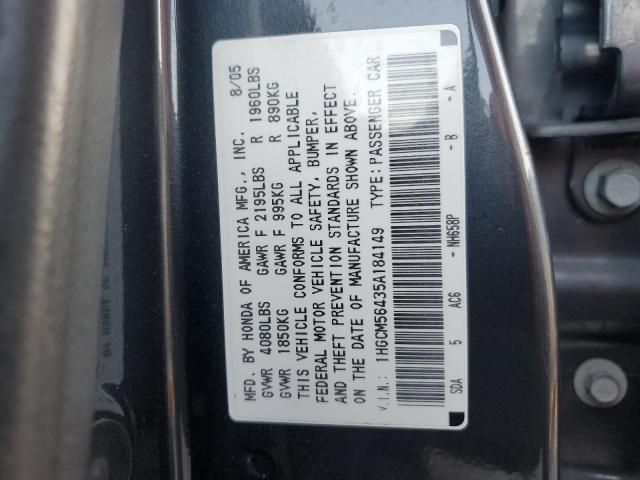 MFD. BY HONDA OF AMERICA MFG., INC. 8/05
GVWR 4080LBS GAWR F 2195LBS R 1960LBS
GVWR 1850KG GAWR F 995KG R 890KG
THIS VEHICLE CONFORMS TO ALL APPLICABLE
FEDERAL MOTOR VEHICLE SAFETY, BUMPER,
AND THEFT PREVENTION STANDARDS IN EFFECT
ON THE DATE OF MANUFACTURE SHOWN ABOVE.
V.I.N.: 1HGCM56435A184149 TYPE:PASSENGER CAR
SDA 5 AC6 - NH658P - B - A